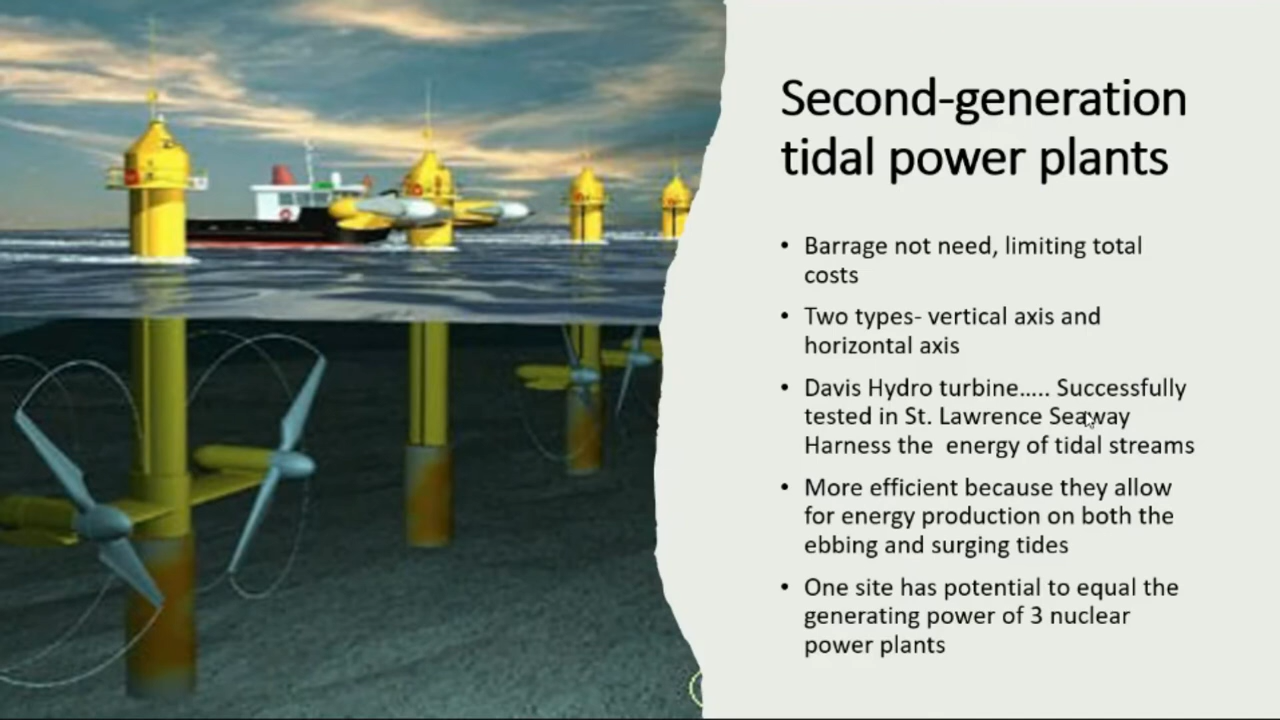 Second-generation
tidal power plants
• Barrage not need, limiting total
costs
• Two types- vertical axis and
horizontal axis
• Davis Hydro turbine..... Successfully
tested in St. Lawrence Seaway
Harness the  energy of tidal streams
• More efficient because they allow
for energy production on both the
ebbing and surging tides
• One site has potential to equal the
generating power of 3 nuclear
power plants